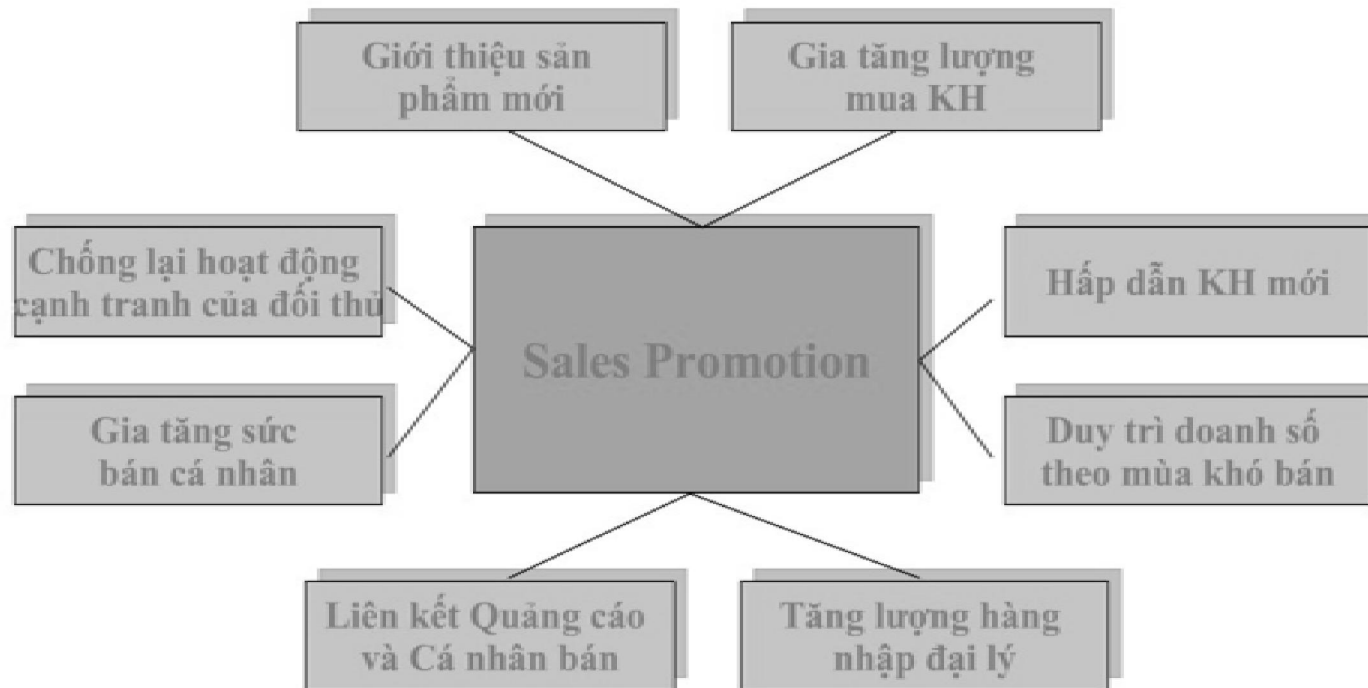 Giới thiệu sản
phẩm mới
Gia tăng lượng
mua KH
Chống lại hoạt động
cạnh tranh của đối thủ
Sales Promotion
Hấp dẫn KH mới
Gia tăng sức
bán cá nhân
Duy trì doanh số
theo mùa khó bán
Liên kết Quảng cáo
và Cá nhân bán
Tăng lượng hàng
nhập đại lý